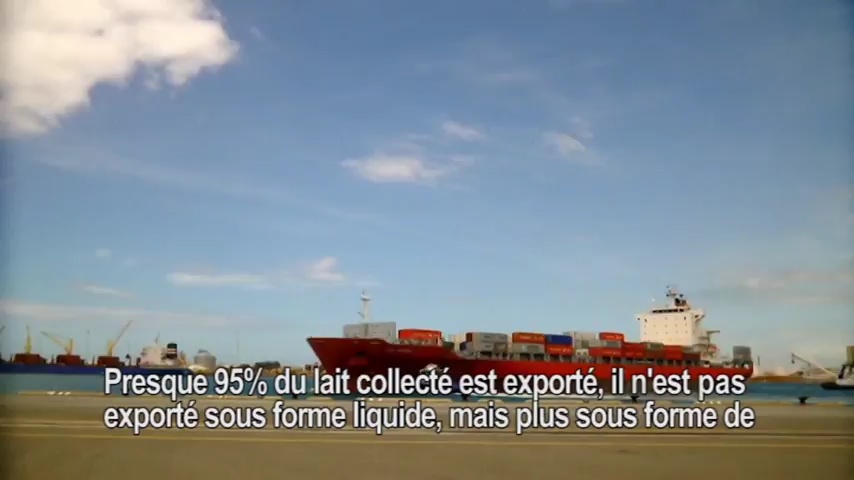 Presque 95% du lait collecté est exporté, il n'est pas
exporté sous forme liquide, mais plus sous forme de